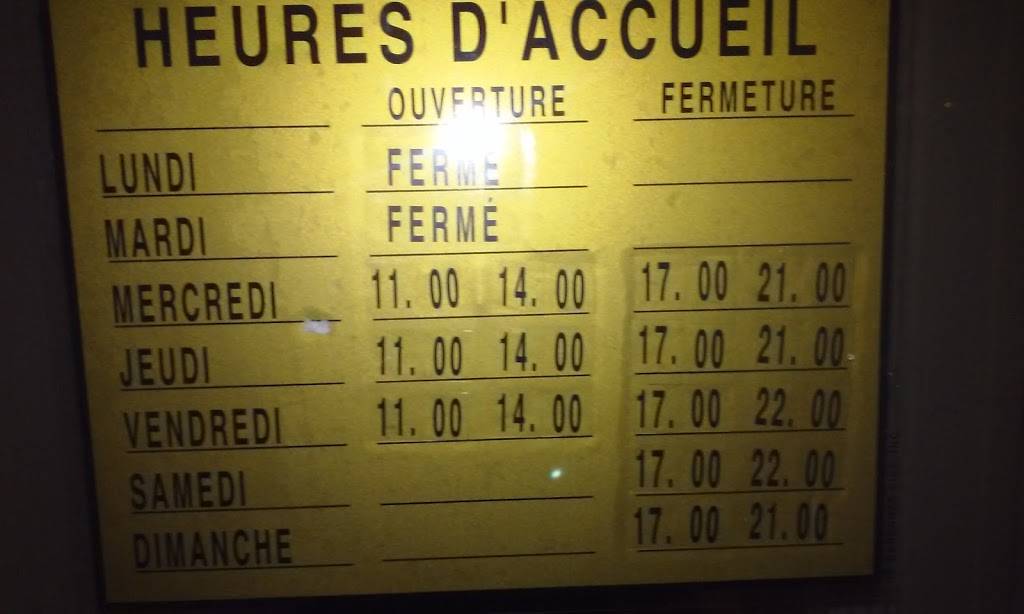 HEURES D'ACCUEIL
OUVERTURE FERMETURE
LUNDI FERMÉ
MARDI FERMÉ
MERCREDI 11. 00 14. 00 17. 00 21. 00
JEUDI 11. 00 14. 00 17. 00 21. 00
VENDREDI 11. 00 14. 00 17. 00 22. 00
SAMEDI 17. 00 22. 00
DIMANCHE 17. 00 21.00